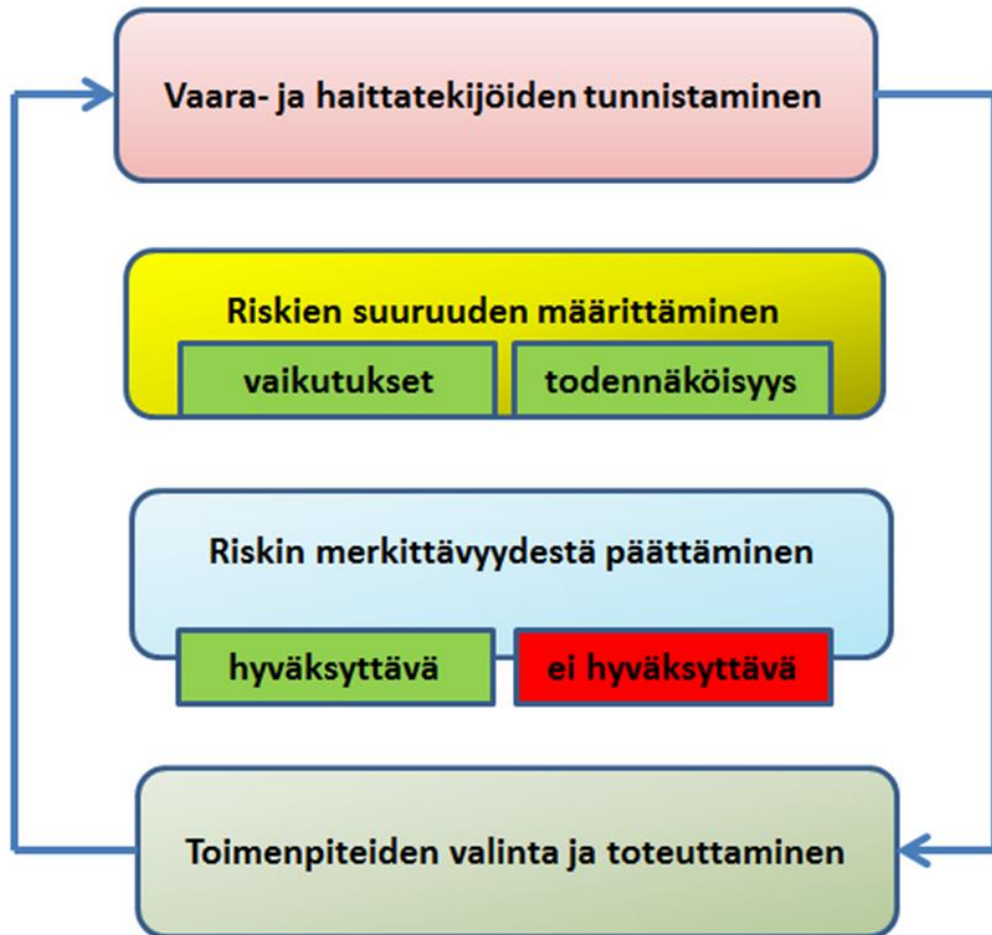 Vaara- ja haittatekijöiden tunnistaminen
Riskien suuruuden määrittäminen
vaikutukset
todennäköisyys
Riskin merkittävyydestä päättäminen
hyväksyttävä
ei hyväksyttävä
Toimenpiteiden valinta ja toteuttaminen